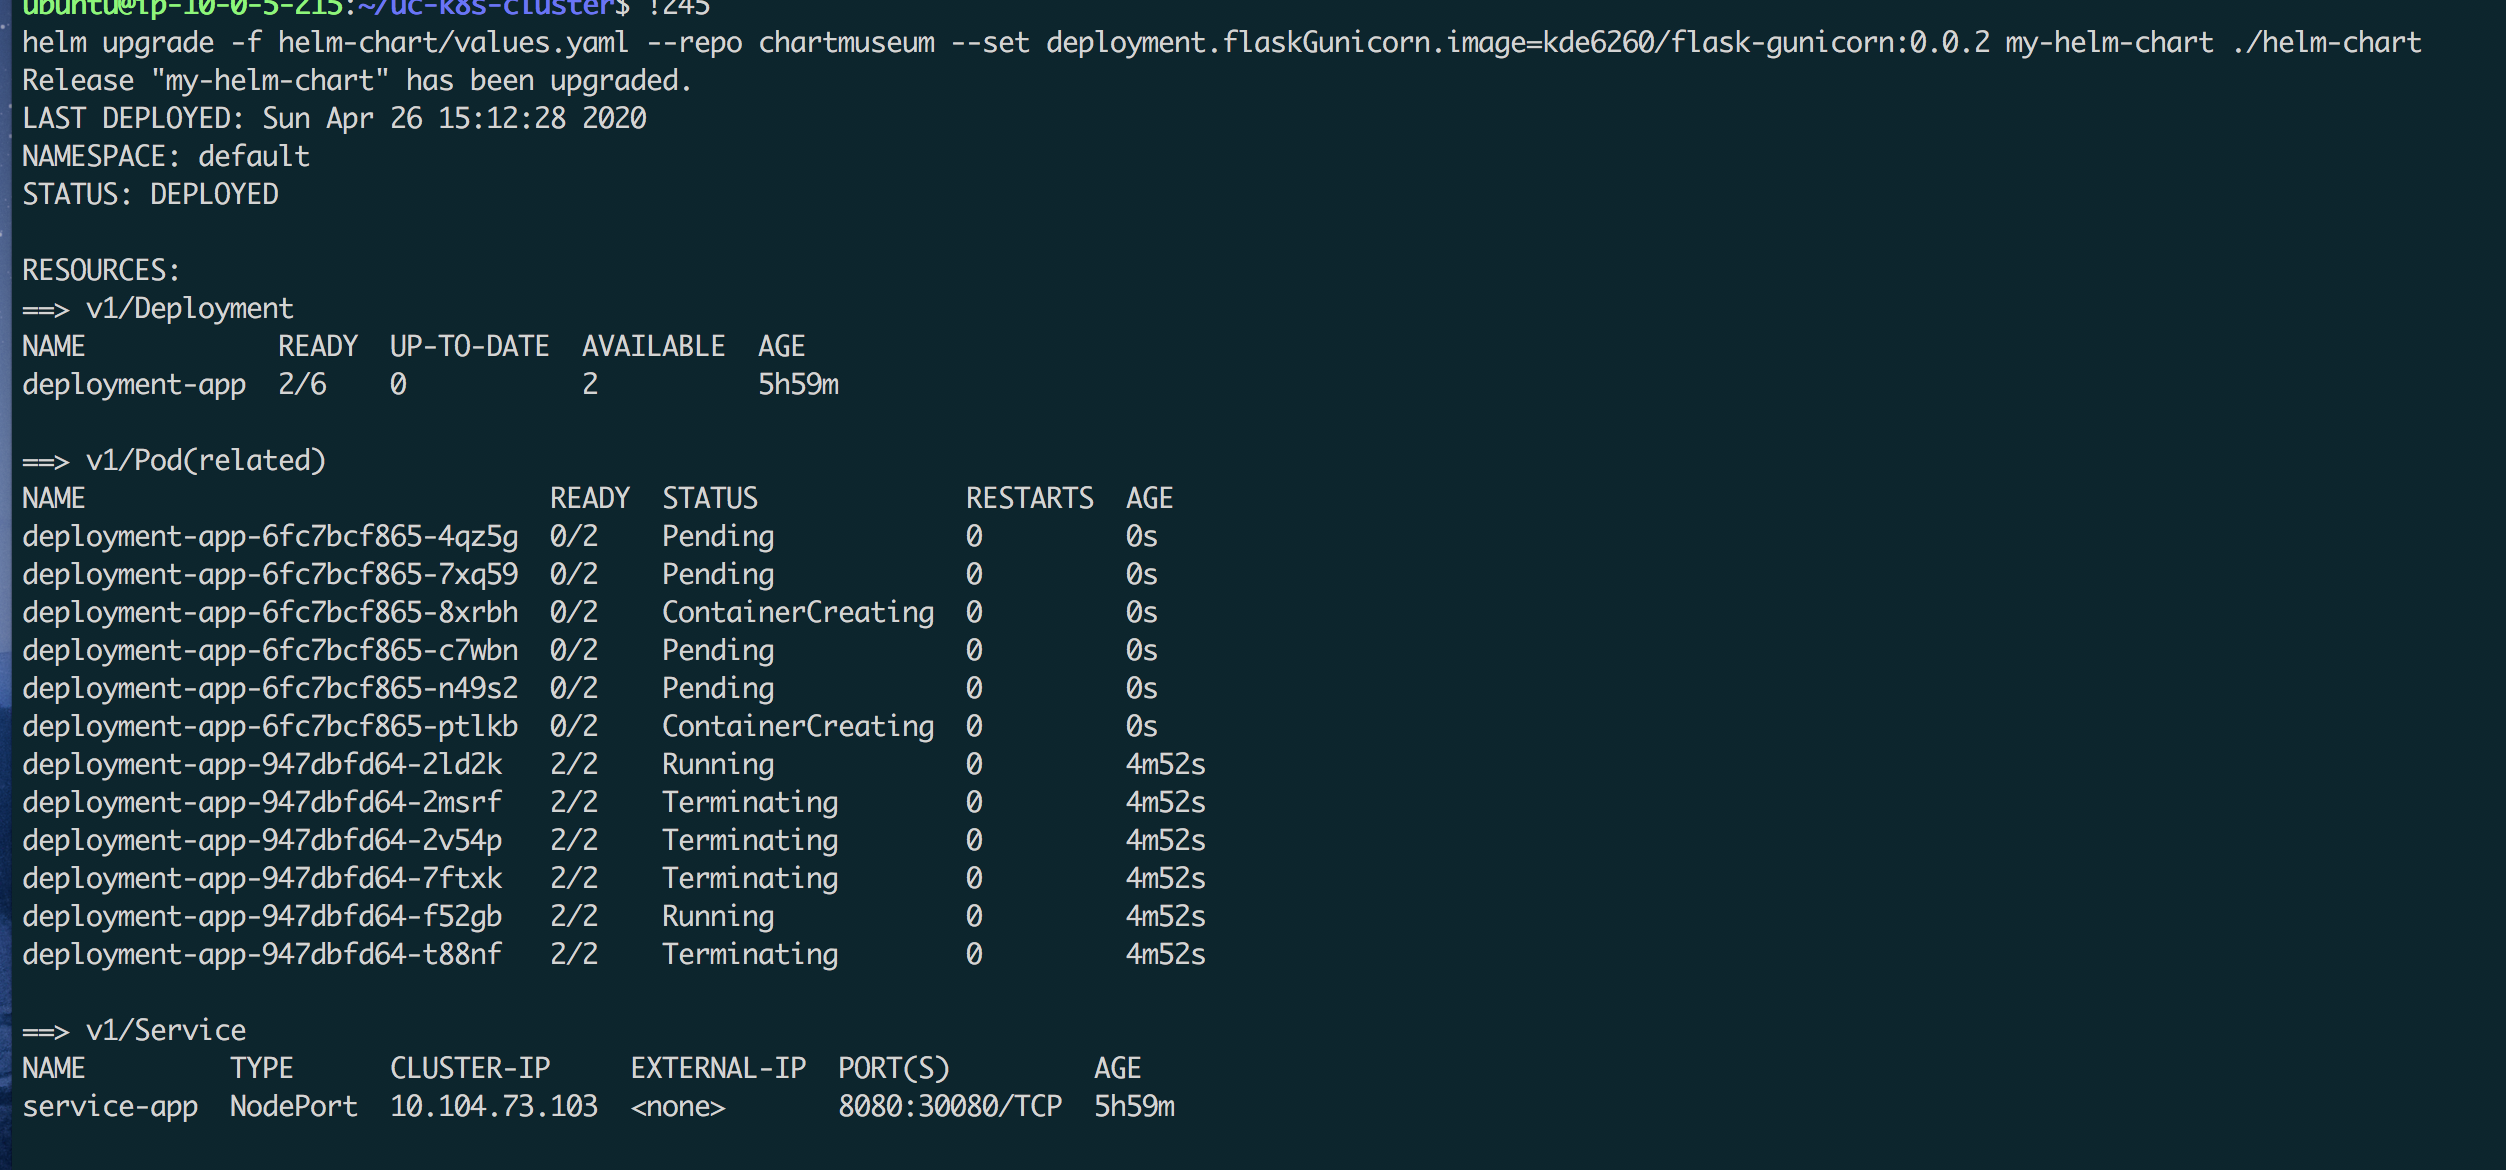 ubuntu@ip-10-0-5-215:~/uc-k8s-cluster$ !245
helm upgrade -f helm-chart/values.yaml --repo chartmuseum --set deployment.flaskGunicorn.image=kde6260/flask-gunicorn:0.0.2 my-helm-chart ./helm-chart
Release "my-helm-chart" has been upgraded.
LAST DEPLOYED: Sun Apr 26 15:12:28 2020
NAMESPACE: default
STATUS: DEPLOYED
RESOURCES:
==> v1/Deployment
NAME READY UP-TO-DATE AVAILABLE AGE
deployment-app 2/6 0 2 5h59m
==> v1/Pod(related)
NAME READY STATUS RESTARTS AGE
deployment-app-6fc7bcf865-4qz5g 0/2 Pending 0 0s
deployment-app-6fc7bcf865-7xq59 0/2 Pending 0 0s
deployment-app-6fc7bcf865-8xrbh 0/2 ContainerCreating 0 0s
deployment-app-6fc7bcf865-c7wbn 0/2 Pending 0 0s
deployment-app-6fc7bcf865-n49s2 0/2 Pending 0 0s
deployment-app-6fc7bcf865-ptlkb 0/2 ContainerCreating 0 0s
deployment-app-947dbfd64-2ld2k 2/2 Running 0 4m52s
deployment-app-947dbfd64-2msrf 2/2 Terminating 0 4m52s
deployment-app-947dbfd64-2v54p 2/2 Terminating 0 4m52s
deployment-app-947dbfd64-7ftxk 2/2 Terminating 0 4m52s
deployment-app-947dbfd64-f52gb 2/2 Running 0 4m52s
deployment-app-947dbfd64-t88nf 2/2 Terminating 0 4m52s
==> v1/Service
NAME TYPE CLUSTER-IP EXTERNAL-IP PORT(S) AGE
service-app NodePort 10.104.73.103 <none> 8080:30080/TCP 5h59m